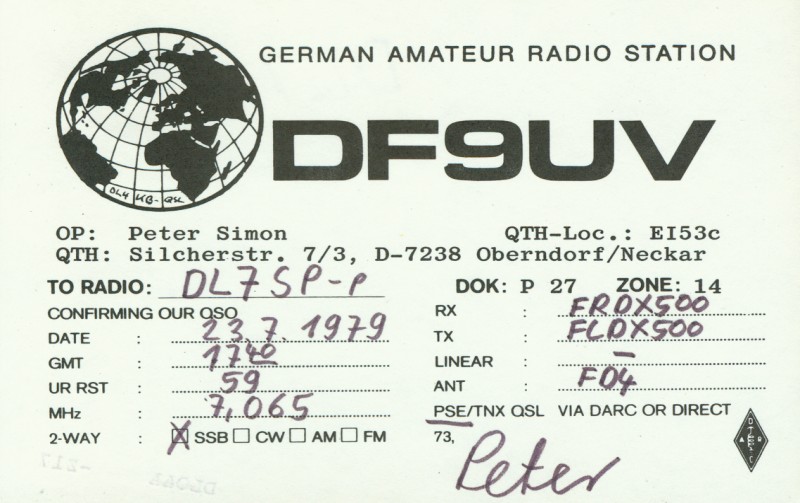 GERMAN AMATEUR RADIO STATION
DF9UV
OP: Peter Simon QTH-Loc.: EI53c
QTH: Silcherstr. 7/3, D-7238 Oberndorf/Neckar
TO RADIO: DL7SP-P DOK: P 27 ZONE: 14
CONFIRMING OUR QSO
DATE : 23.7.1979
GMT : 1740
UR RST : 59
MHz : 7,065
2-WAY : X SSB CW AM FM
RX : FRDX500
TX : FLDX500
LINEAR : –
ANT : FD4
PSE/TNX QSL VIA DARC OR DIRECT
73,
Peter